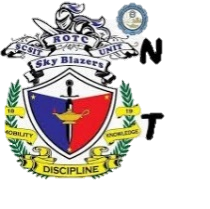 ROTC
SCSIT UNIT
Sky Blazers
N
T
19 19
MOBILITY KNOWLEDGE
DISCIPLINE